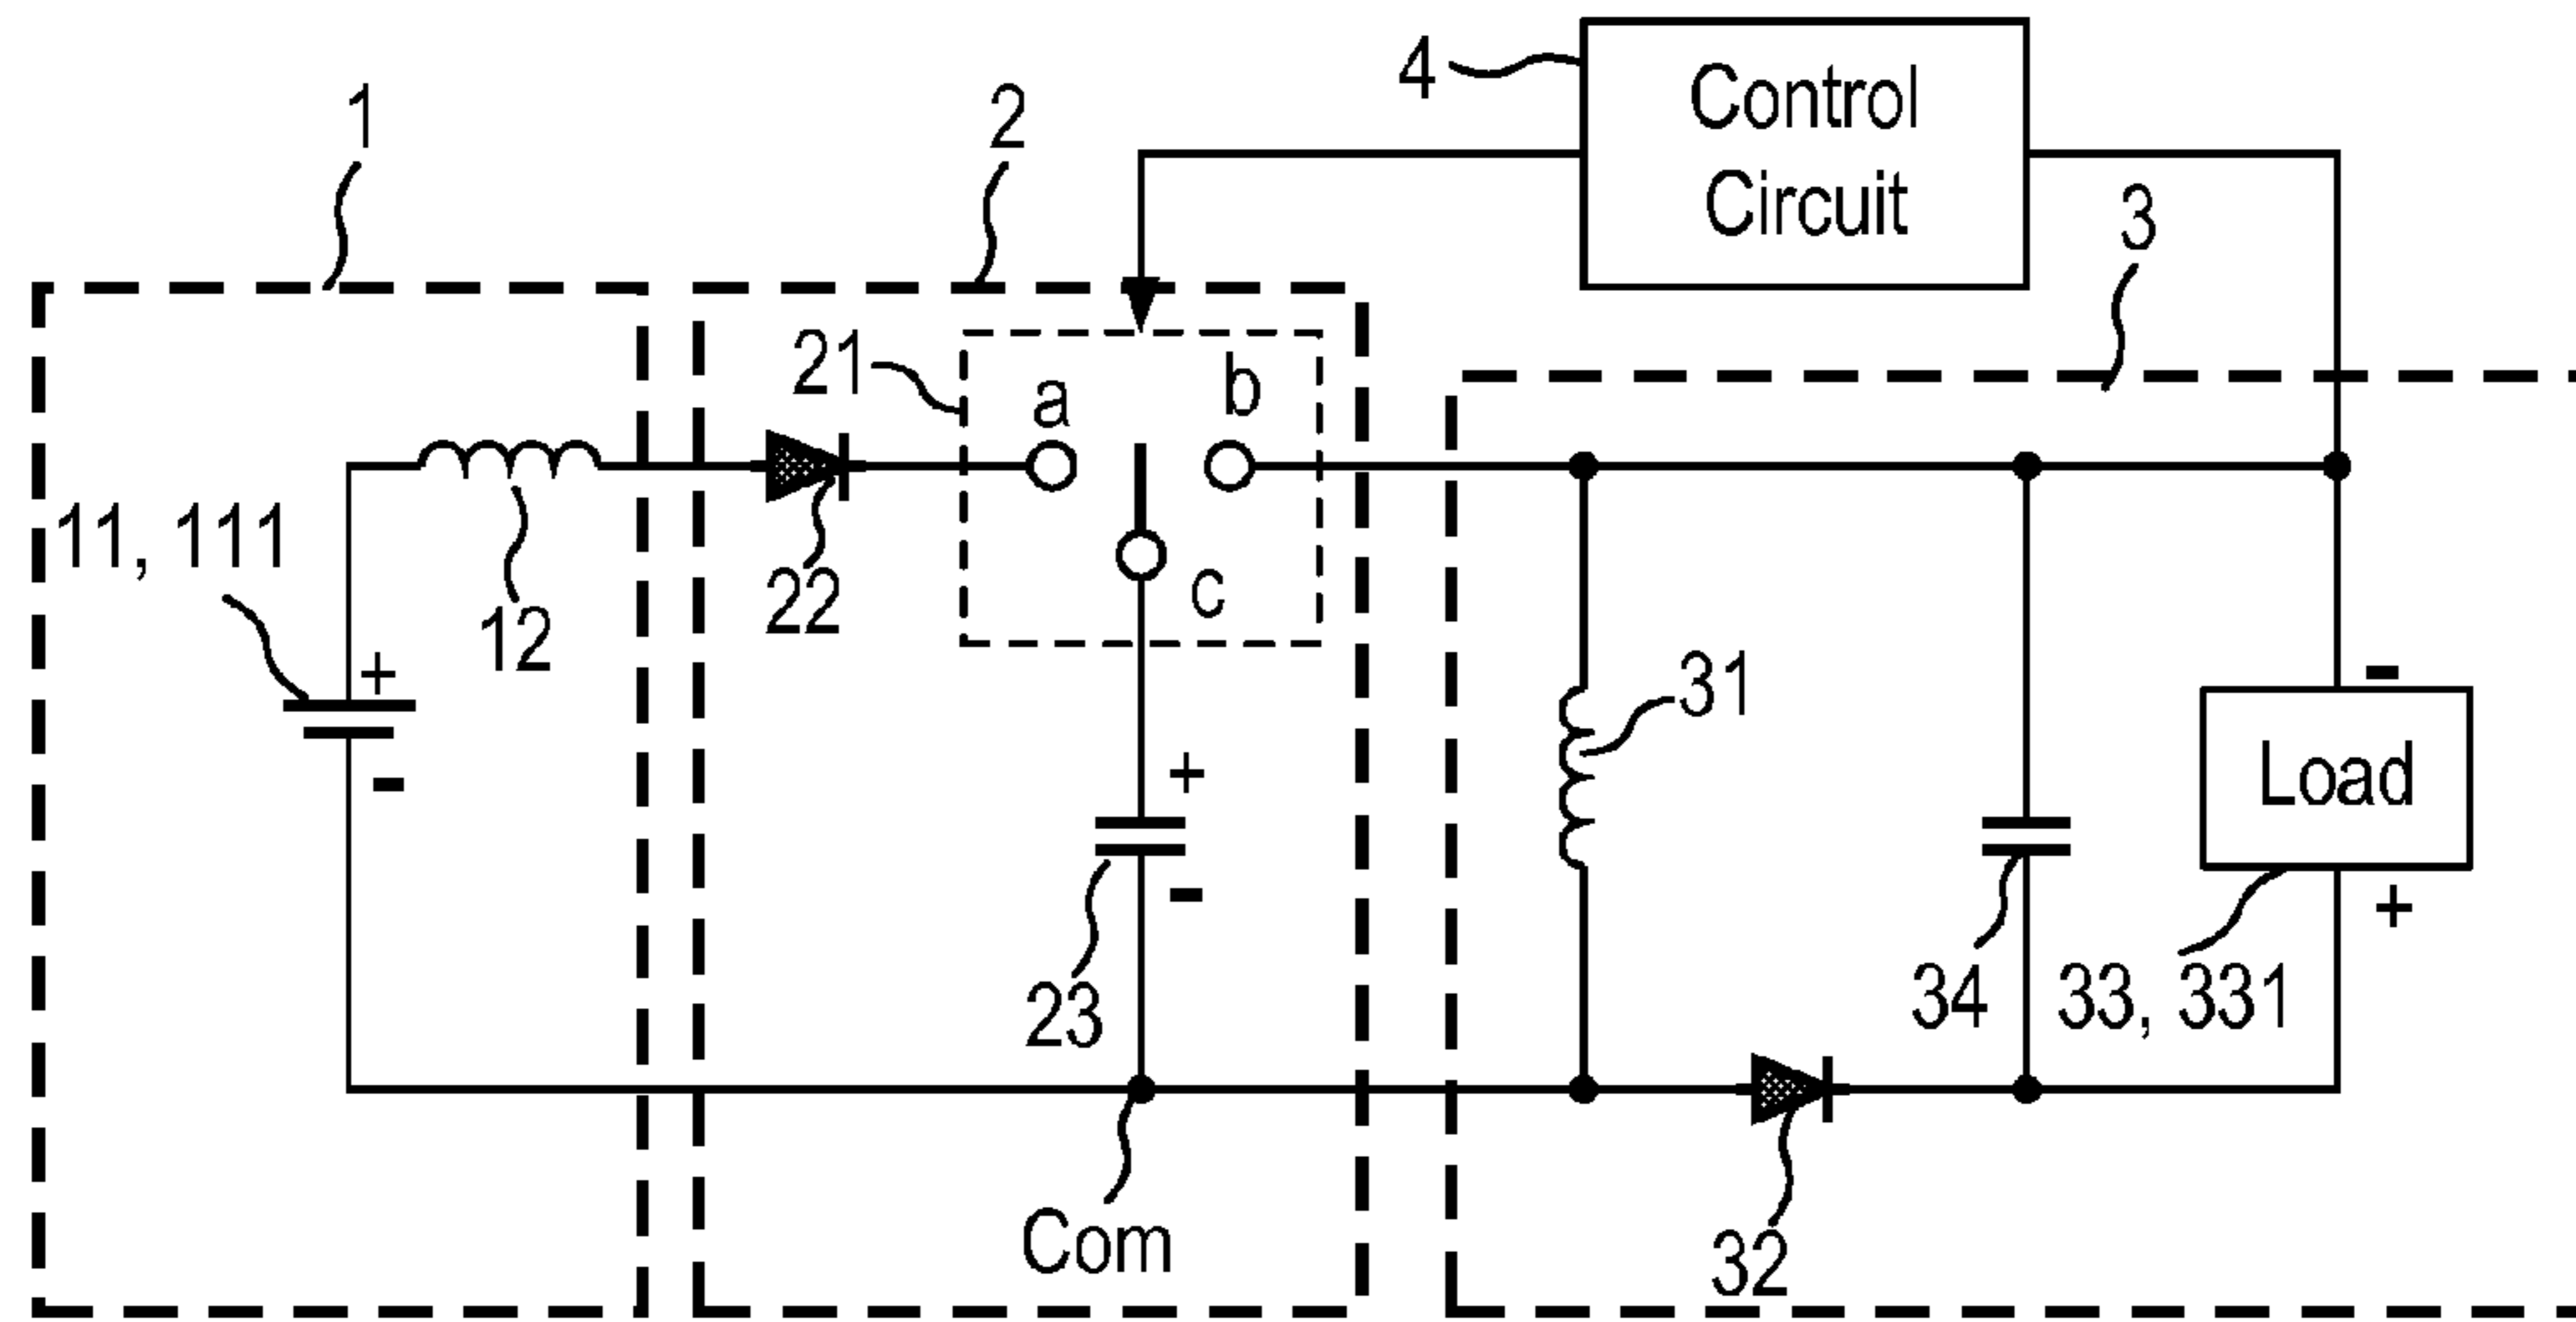 4
Control
Circuit
1
2
3
21
a
b
11, 111
12
22
c
+
-
31
-
Load
+
+
-
23
34
33, 331
Com
32